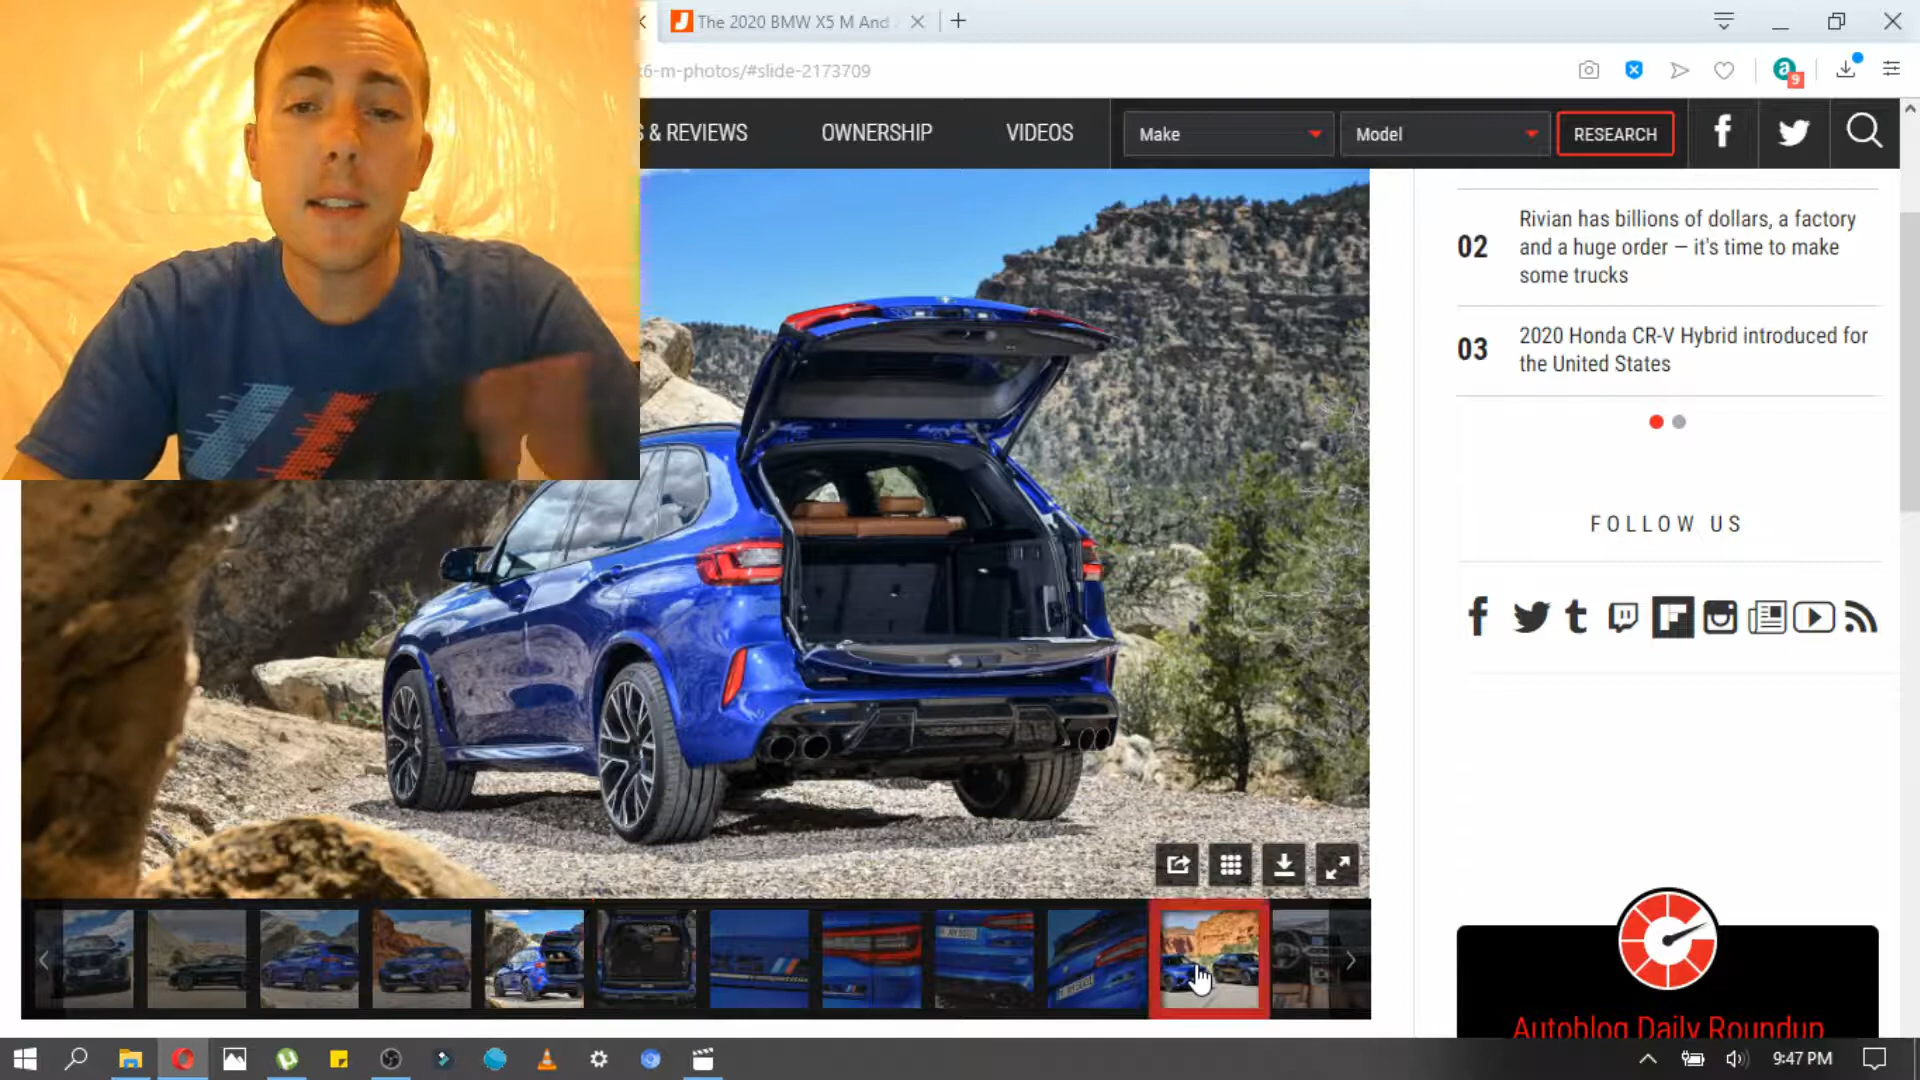 The 2020 BMW X5 M And
6-m-photos/#slide-2173709
9
S & REVIEWS
OWNERSHIP
VIDEOS
Make
Model
RESEARCH
02
Rivian has billions of dollars, a factory
and a huge order – it's time to make
some trucks
03
2020 Honda CR-V Hybrid introduced for
the United States
FOLLOW US
Autoblog Daily Roundup
9:47 PM